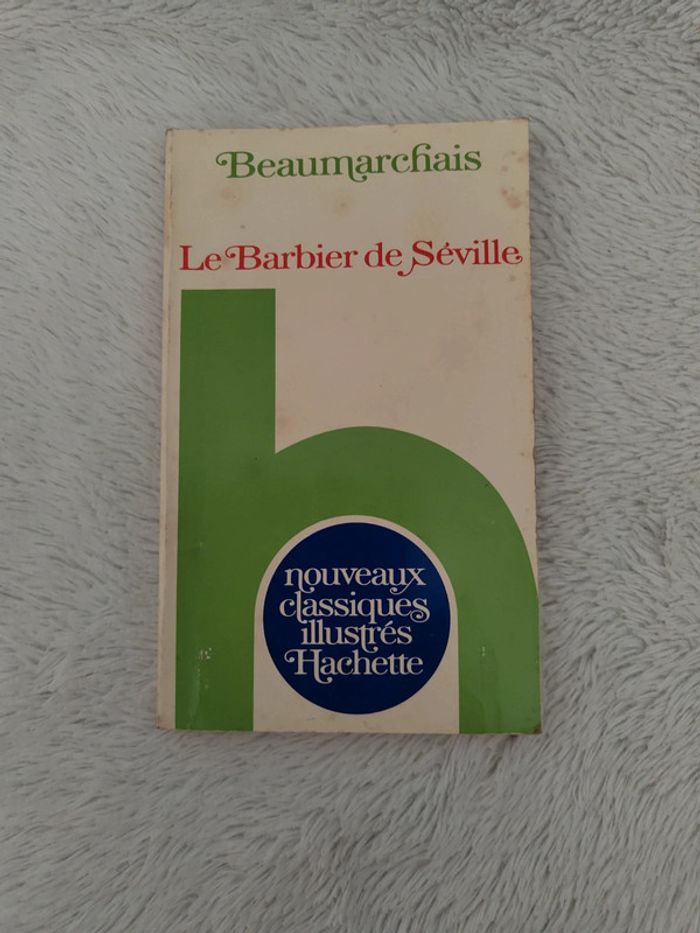 Beaumarchais
Le Barbier de Séville
nouveaux
classiques
illustrés
Hachette